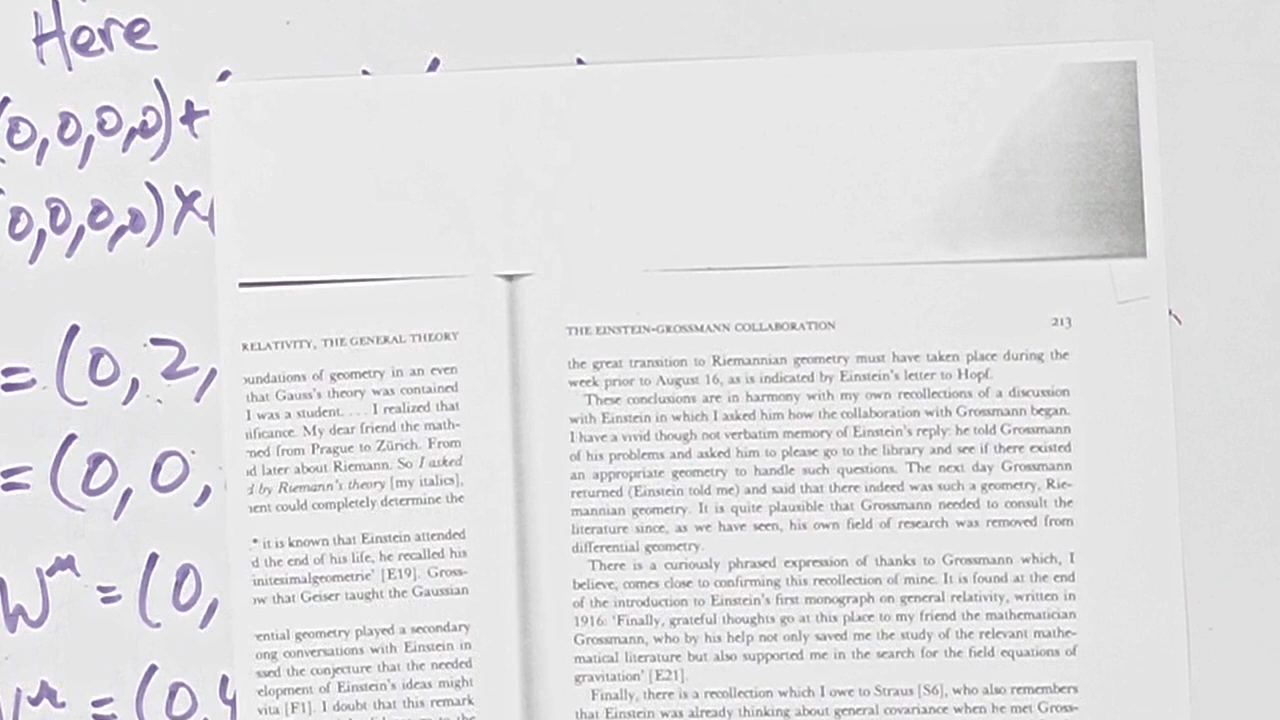 Here
(0,0,0,0)+
(0,0,0,0)×
=(0,2,
=(0,0,
W^μ=(0,
=(0,4
RELATIVITY, THE GENERAL THEORY
oundations of geometry in an even
that Gauss's theory was contained
I was a student. . . . I realized that
ificance. My dear friend the math-
ned from Prague to Zürich. From
d later about Riemann. So I asked
d by Riemann's theory [my italics],
ient could completely determine the
* it is known that Einstein attended
d the end of his life, he recalled his
initesimalgeometrie' [E19]. Gross-
ow that Geiser taught the Gaussian
ential geometry played a secondary
ong conversations with Einstein in
ssed the conjecture that the needed
elopment of Einstein's ideas might
vita [F1]. I doubt that this remark
THE EINSTEIN-GROSSMANN COLLABORATION 213
the great transition to Riemannian geometry must have taken place during the
week prior to August 16, as is indicated by Einstein's letter to Hopf.
These conclusions are in harmony with my own recollections of a discussion
with Einstein in which I asked him how the collaboration with Grossmann began.
I have a vivid though not verbatim memory of Einstein's reply: he told Grossmann
of his problems and asked him to please go to the library and see if there existed
an appropriate geometry to handle such questions. The next day Grossmann
returned (Einstein told me) and said that there indeed was such a geometry, Rie-
mannian geometry. It is quite plausible that Grossmann needed to consult the
literature since, as we have seen, his own field of research was removed from
differential geometry.
There is a curiously phrased expression of thanks to Grossmann which, I
believe, comes close to confirming this recollection of mine. It is found at the end
of the introduction to Einstein's first monograph on general relativity, written in
1916: 'Finally, grateful thoughts go at this place to my friend the mathematician
Grossmann, who by his help not only saved me the study of the relevant mathe-
matical literature but also supported me in the search for the field equations of
gravitation' [E21].
Finally, there is a recollection which I owe to Straus [S6], who also remembers
that Einstein was already thinking about general covariance when he met Gross-